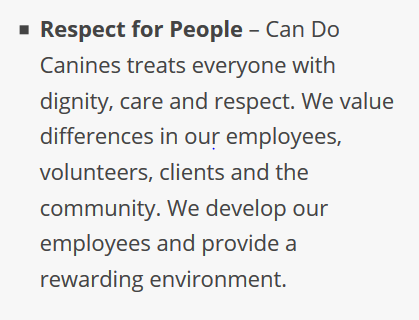 ▪ Respect for People – Can Do
Canines treats everyone with
dignity, care and respect. We value
differences in our employees,
volunteers, clients and the
community. We develop our
employees and provide a
rewarding environment.